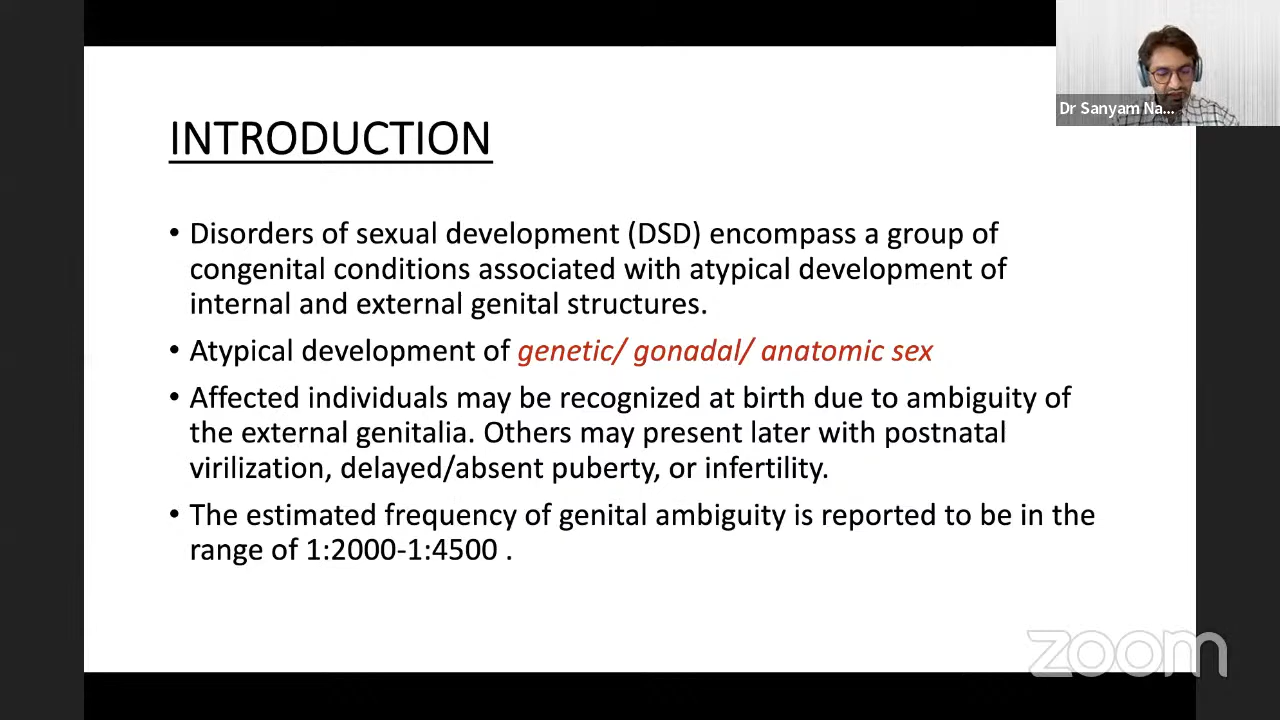 INTRODUCTION
• Disorders of sexual development (DSD) encompass a group of
congenital conditions associated with atypical development of
internal and external genital structures.
• Atypical development of genetic/ gonadal/ anatomic sex
• Affected individuals may be recognized at birth due to ambiguity of
the external genitalia. Others may present later with postnatal
virilization, delayed/absent puberty, or infertility.
• The estimated frequency of genital ambiguity is reported to be in the
range of 1:2000-1:4500 .
Dr Sanyam Na...
zoom